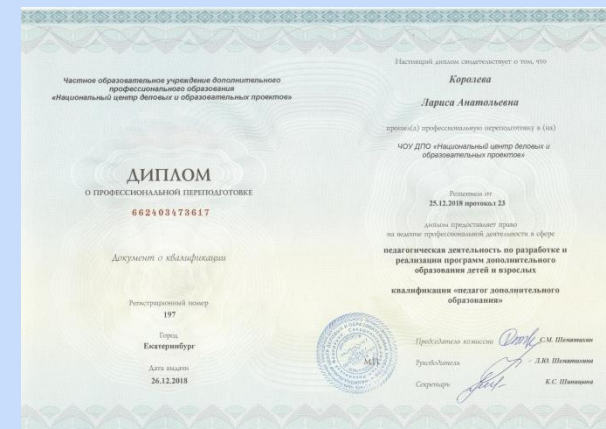 Частное образовательное учреждение дополнительного
профессионального образования
«Национальный центр деловых и образовательных проектов»
ДИПЛОМ
О ПРОФЕССИОНАЛЬНОЙ ПЕРЕПОДГОТОВКЕ
662403473617
Документ о квалификации
Регистрационный номер
197
Город
Екатеринбург
Дата выдачи
26.12.2018
Настоящий диплом свидетельствует о том, что
Королева
Лариса Анатольевна
прошел(а) профессиональную переподготовку в (на)
ЧОУ ДПО «Национальный центр деловых и
образовательных проектов»
Решением от
25.12.2018 протокол 23
диплом предоставляет право
на ведение профессиональной деятельности в сфере
педагогическая деятельность по разработке и
реализации программ дополнительного
образования детей и взрослых
квалификация «педагог дополнительного
образования»
Председатель комиссии С.М.
М.П.
Руководитель Л.Ю.
Секретарь К.С.